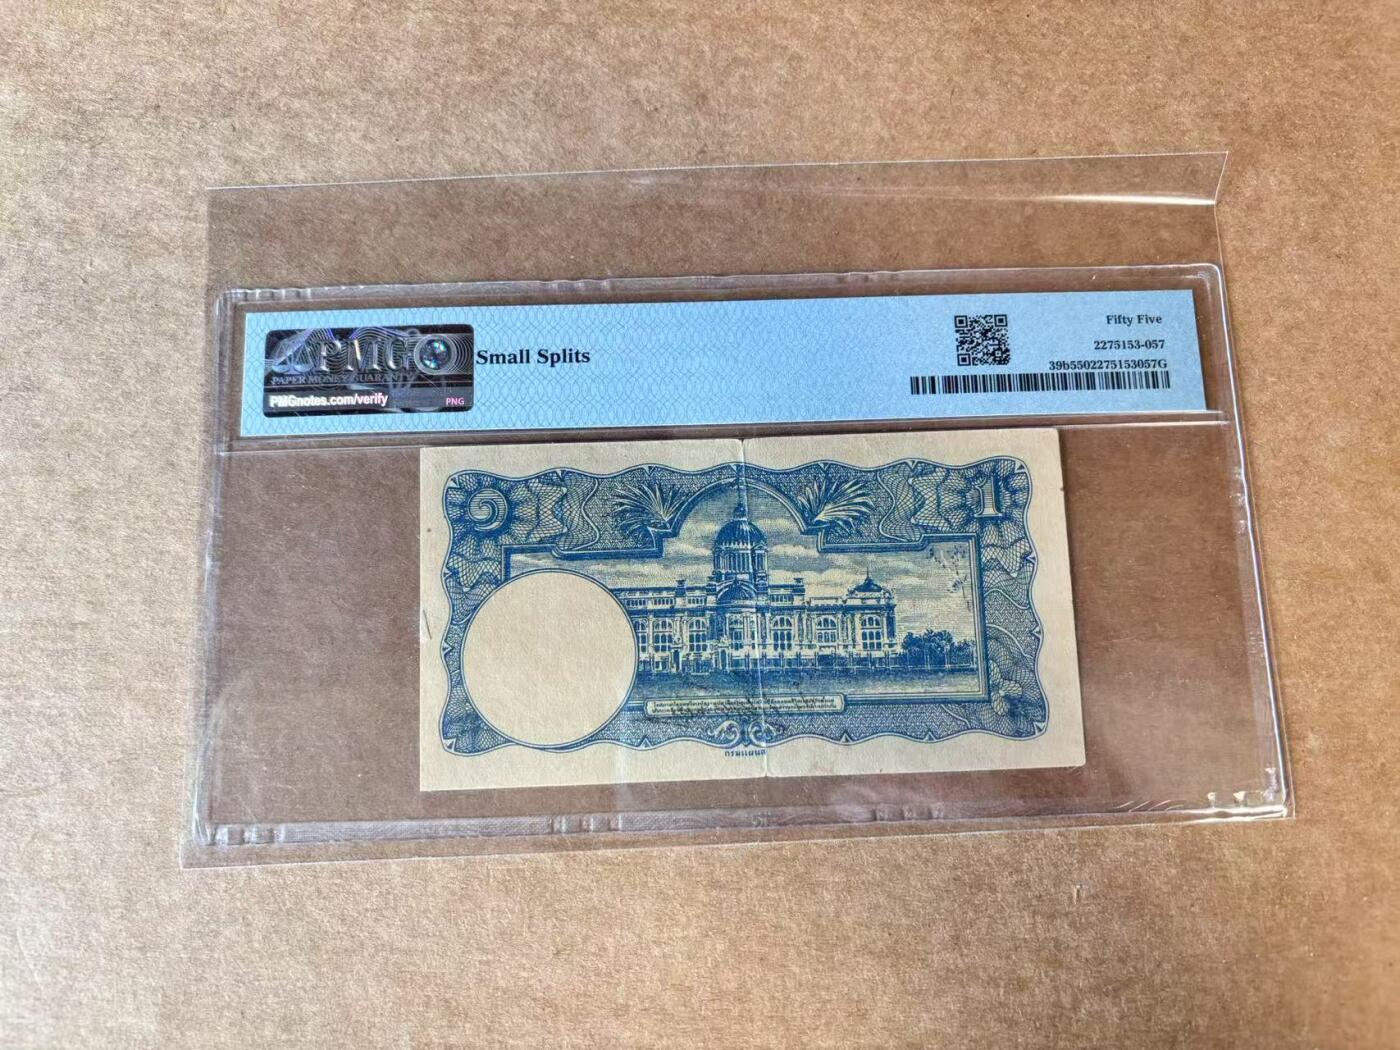 PMG
PAPER MONEY GUARANTY
PMGnotes.com/verify
PNG
Small Splits
Fifty Five
2275153-057
39b5502275153057G
๑
1
กรมแผนที่